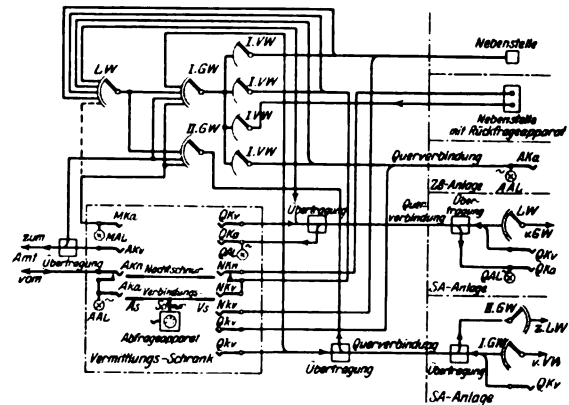 I.VW
LW
I.GW
Nebenstelle
I.VW
I.VW
II.GW
Nebenstelle
mit Rückfrageapparat
I.VW
Querverbindung
AKa
AAL
ZB-Anlage
MKa
MAL
QKv
Übertragung
QKa
QAL
Quer-
verbindung
Über-
tragung
LW
v.GW
QKv
QKa
QAL
SA-Anlage
zum
Amt
vom
Übertragung
AKv
AKn
Nachtschnur
NKn
Aka
Verbindungs-
NKv
AAL
As
Schnur
Vs
Nkv
Qkv
Abfrageapparat
Qkv
Vermittlungs-Schrank
Übertragung
Querverbindung
Übertragung
II.GW
z.LW
I.GW
v.VW
QKv
SA-Anlage